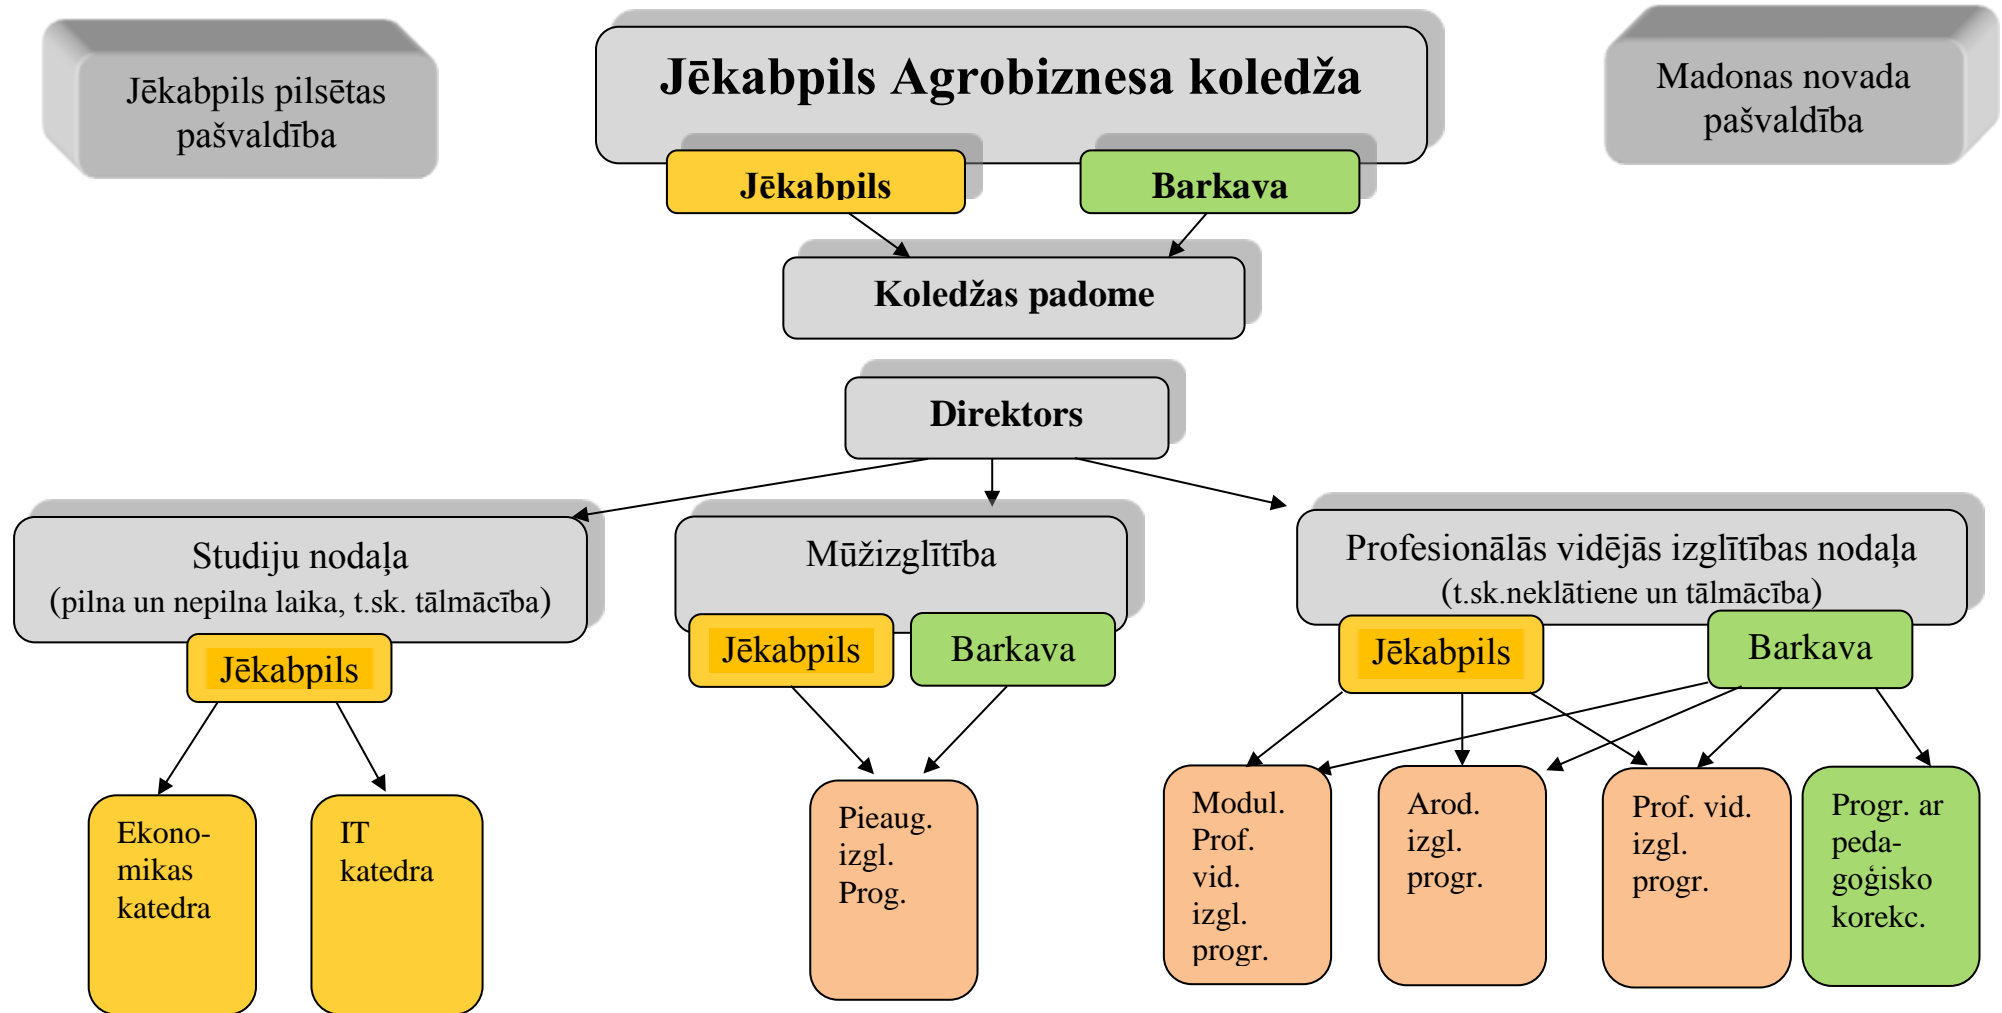 Jēkabpils pilsētas
pašvaldība
Jēkabpils Agrobiznesa koledža
Madonas novada
pašvaldība
Jēkabpils
Barkava
Koledžas padome
Direktors
Studiju nodaļa
(pilna un nepilna laika, t.sk. tālmācība)
Mūžizglītība
Profesionālās vidējās izglītības nodaļa
(t.sk.neklātiene un tālmācība)
Jēkabpils
Jēkabpils
Barkava
Jēkabpils
Barkava
Ekono-
mikas
katedra
IT
katedra
Pieaug.
izgl.
Prog.
Modul.
Prof.
vid.
izgl.
progr.
Arod.
izgl.
progr.
Prof. vid.
izgl.
progr.
Progr. ar
peda-
goģisko
korekc.